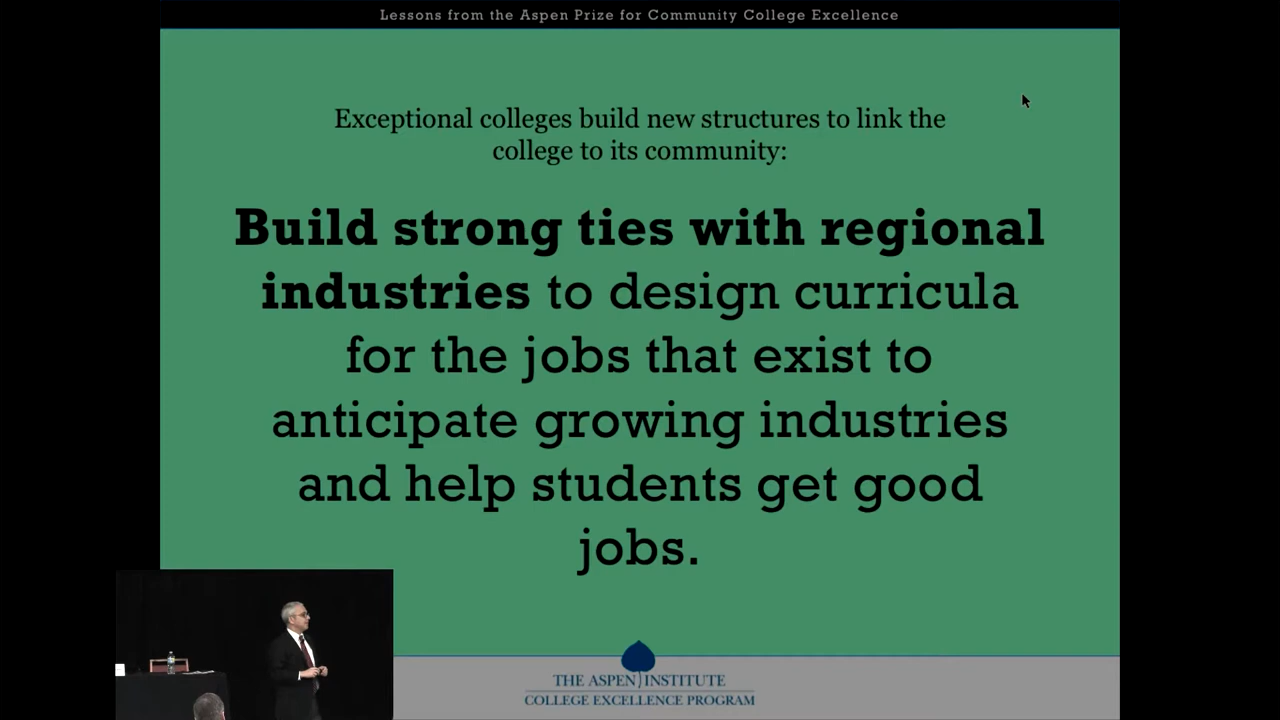 Lessons from the Aspen Prize for Community College Excellence
Exceptional colleges build new structures to link the
college to its community:
Build strong ties with regional
industries to design curricula
for the jobs that exist to
anticipate growing industries
and help students get good
jobs.
THE ASPEN INSTITUTE
COLLEGE EXCELLENCE PROGRAM